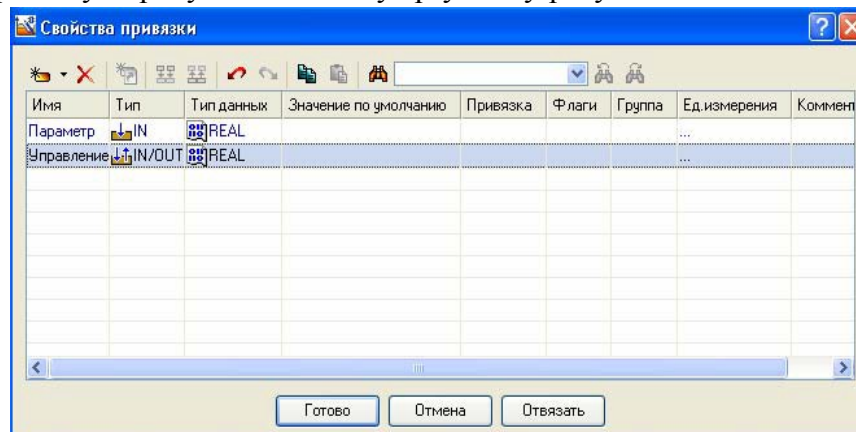 Свойства привязки
Имя Тип Тип данных Значение по умолчанию Привязка Флаги Группа Ед.измерения Коммент
Параметр IN REAL ...
Управление IN/OUT REAL ...
Готово Отмена Отвязать